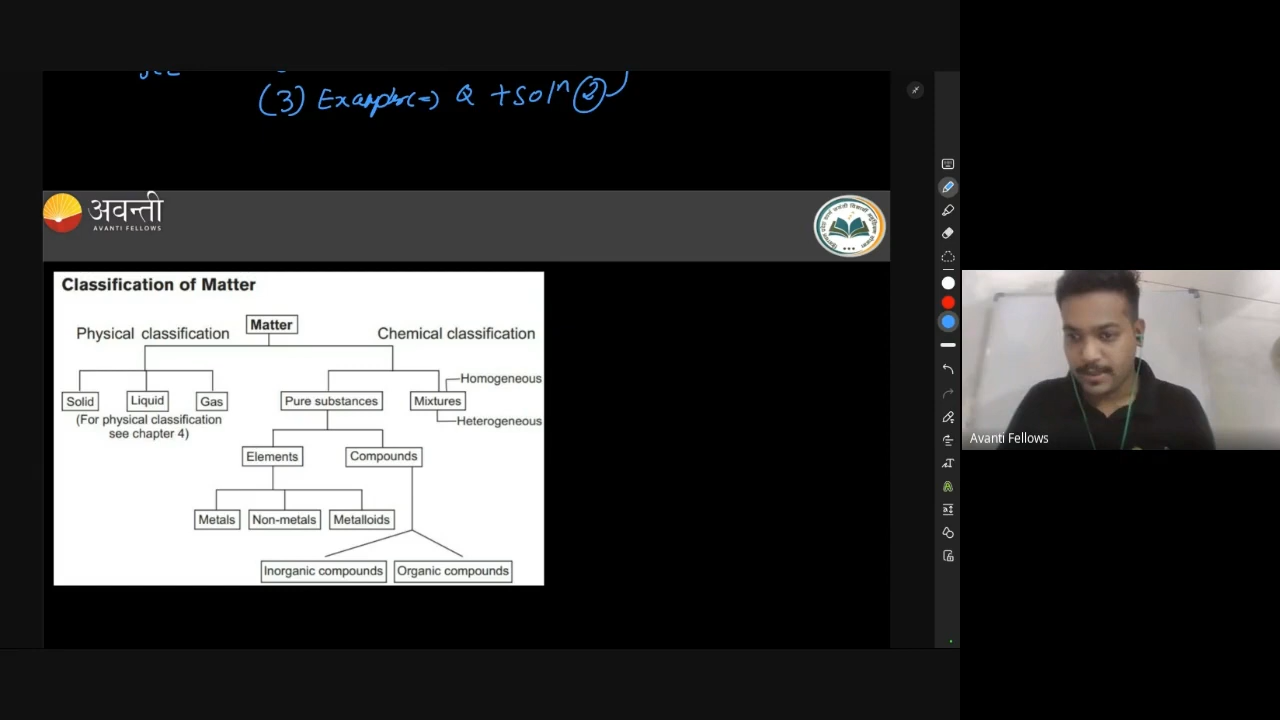 (3) Example(=) Q + Solⁿ ②
अवन्ती
AVANTI FELLOWS
Classification of Matter
Matter
Physical classification
Chemical classification
Homogeneous
Solid
Liquid
Gas
Pure substances
Mixtures
(For physical classification
see chapter 4)
Heterogeneous
Elements
Compounds
Metals
Non-metals
Metalloids
Inorganic compounds
Organic compounds
Avanti Fellows